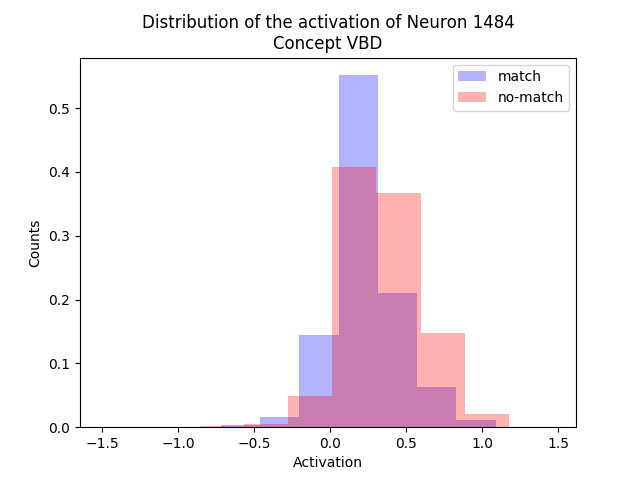 Distribution of the activation of Neuron 1484
Concept VBD
match
no-match
Counts
0.5
0.4
0.3
0.2
0.1
0.0
−1.5
−1.0
−0.5
0.0
0.5
1.0
1.5
Activation